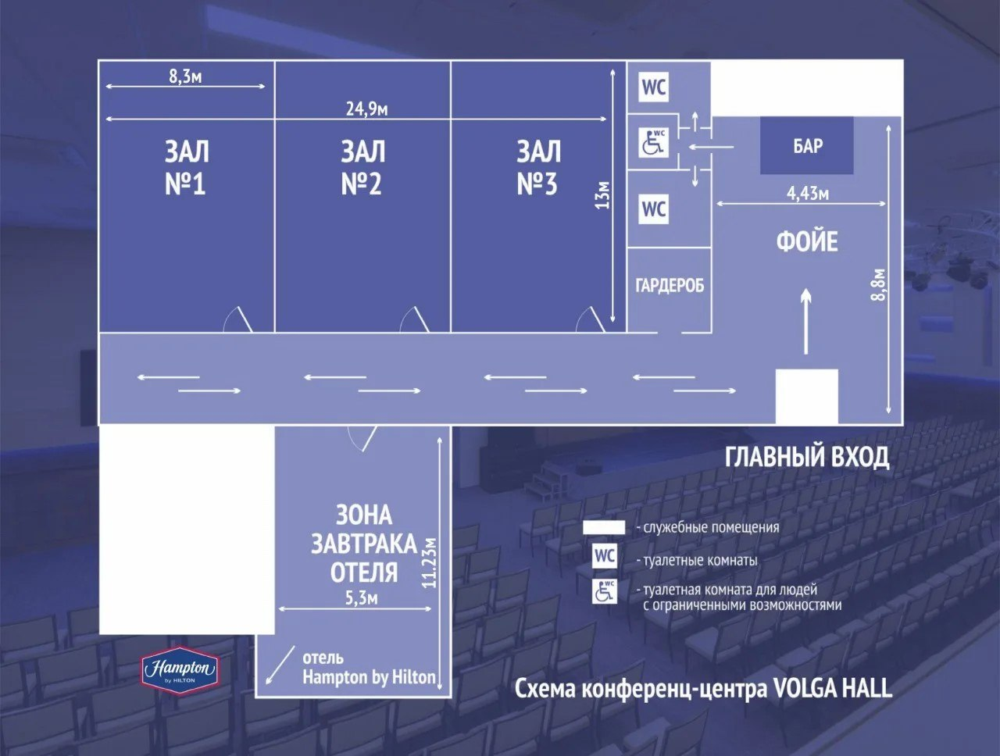 8,3м
24,9м
ЗАЛ
№1
ЗАЛ
№2
ЗАЛ
№3
13м
WC
WC
WC
ГАРДЕРОБ
БАР
4,43м
ФОЙЕ
8,8м
ГЛАВНЫЙ ВХОД
ЗОНА
ЗАВТРАКА
ОТЕЛЯ
5,3м
11.23м
отель
Hampton by Hilton
Hampton
by HILTON
- служебные помещения
WC
- туалетные комнаты
WC
- туалетная комната для людей
с ограниченными возможностями
Схема конференц-центра VOLGA HALL